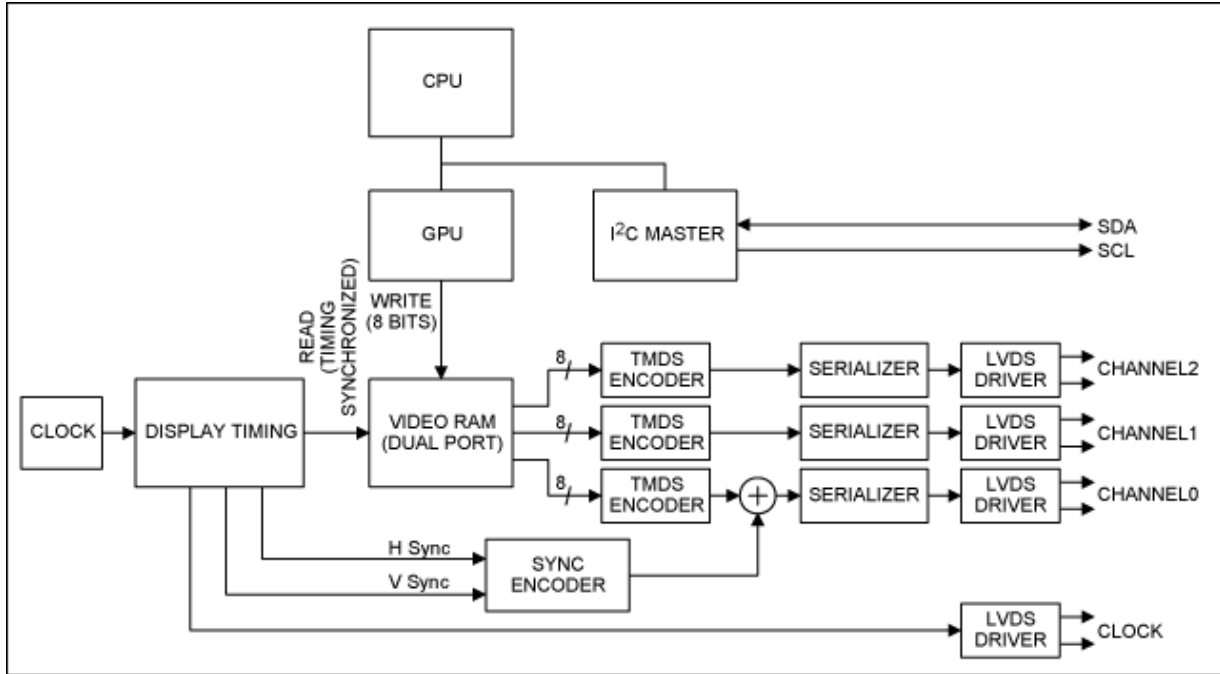 CPU
GPU
I²C MASTER
SDA
SCL
READ
(TIMING
SYNCHRONIZED)
WRITE
(8 BITS)
CLOCK
DISPLAY TIMING
VIDEO RAM
(DUAL PORT)
8
TMDS
ENCODER
SERIALIZER
LVDS
DRIVER
CHANNEL2
8
TMDS
ENCODER
SERIALIZER
LVDS
DRIVER
CHANNEL1
8
TMDS
ENCODER
+
SERIALIZER
LVDS
DRIVER
CHANNEL0
H Sync
V Sync
SYNC
ENCODER
LVDS
DRIVER
CLOCK